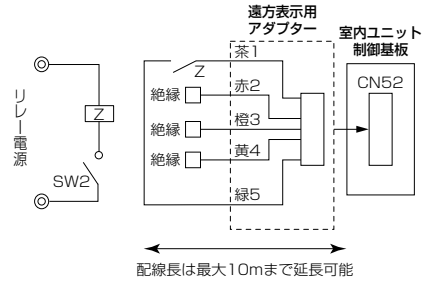 遠方表示用
アダプター
室内ユニット
制御基板
CN52
茶1
Z
赤2
絶縁
橙3
絶縁
黄4
絶縁
緑5
リレー電源
Z
SW2
配線長は最大10mまで延長可能